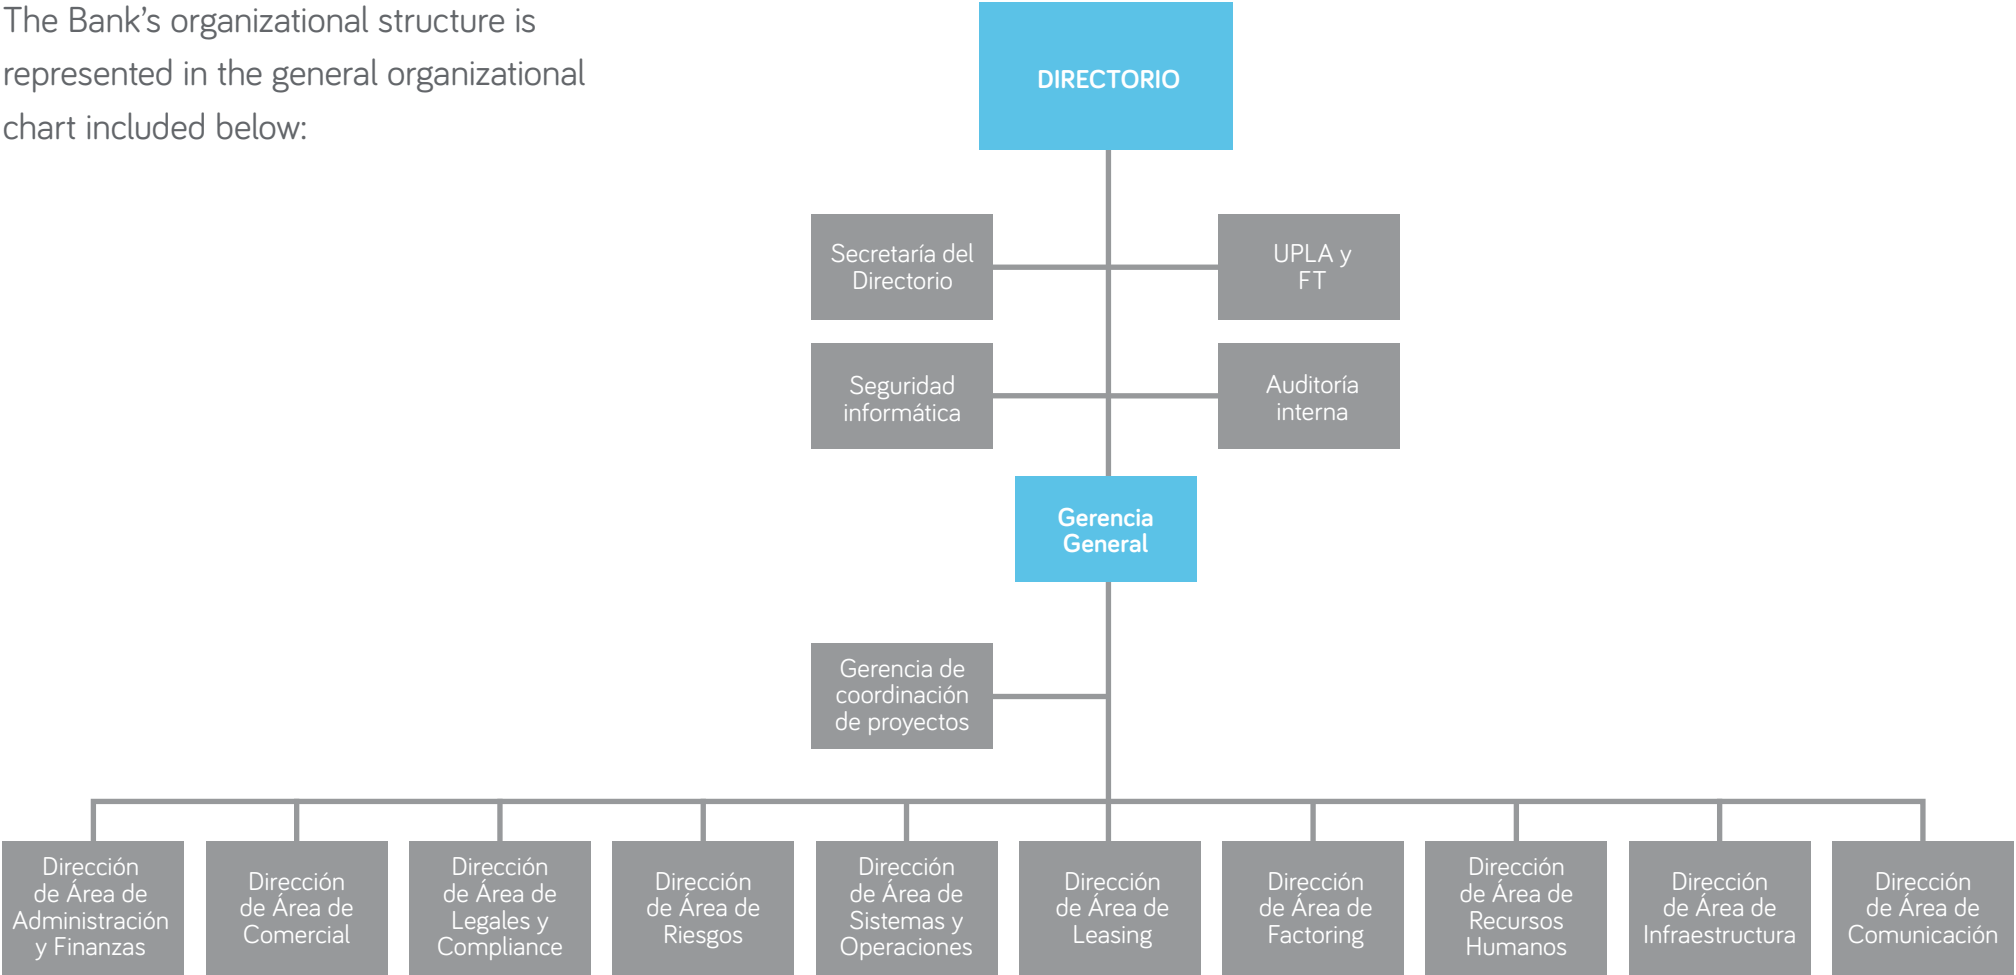 The Bank’s organizational structure is
represented in the general organizational
chart included below:
DIRECTORIO
Secretaría del
Directorio
UPLA y
FT
Seguridad
informática
Auditoría
interna
Gerencia
General
Gerencia de
coordinación
de proyectos
Dirección
de Área de
Administración
y Finanzas
Dirección
de Área de
Comercial
Dirección
de Área de
Legales y
Compliance
Dirección
de Área de
Riesgos
Dirección
de Área de
Sistemas y
Operaciones
Dirección
de Área de
Leasing
Dirección
de Área de
Factoring
Dirección
de Área de
Recursos
Humanos
Dirección
de Área de
Infraestructura
Dirección
de Área de
Comunicación